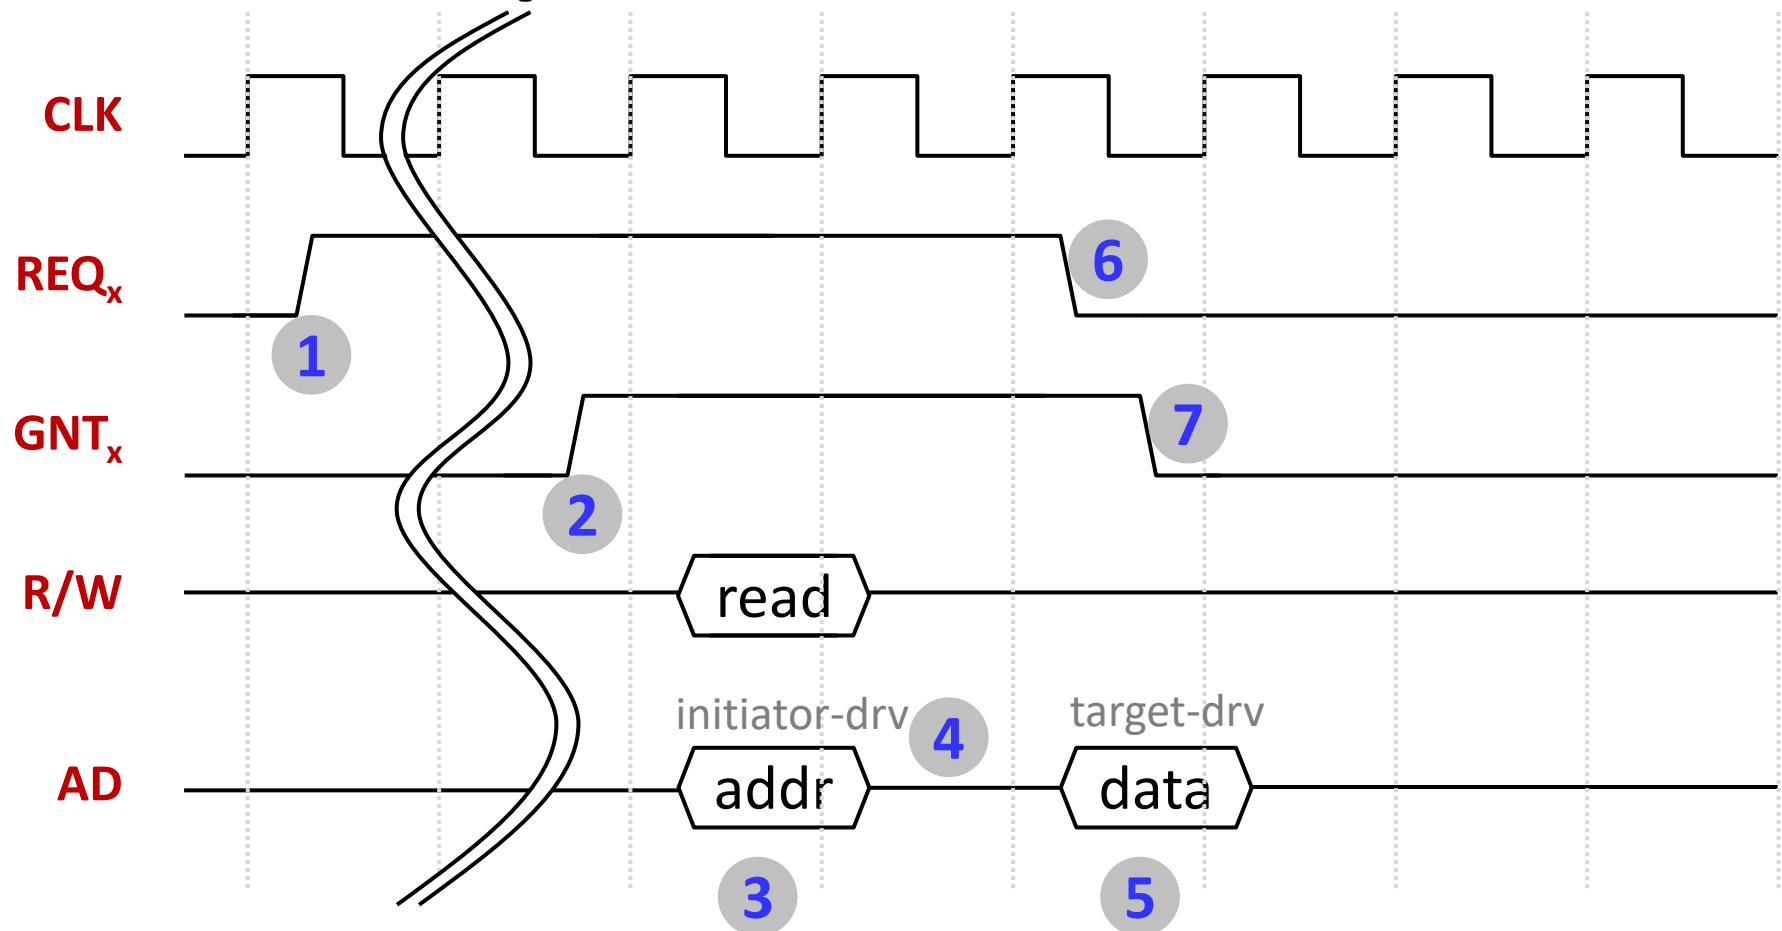 CLK
REQx
6
1
GNTx
7
2
R/W
read
initiator-drv
4
target-drv
AD
addr
data
3
5